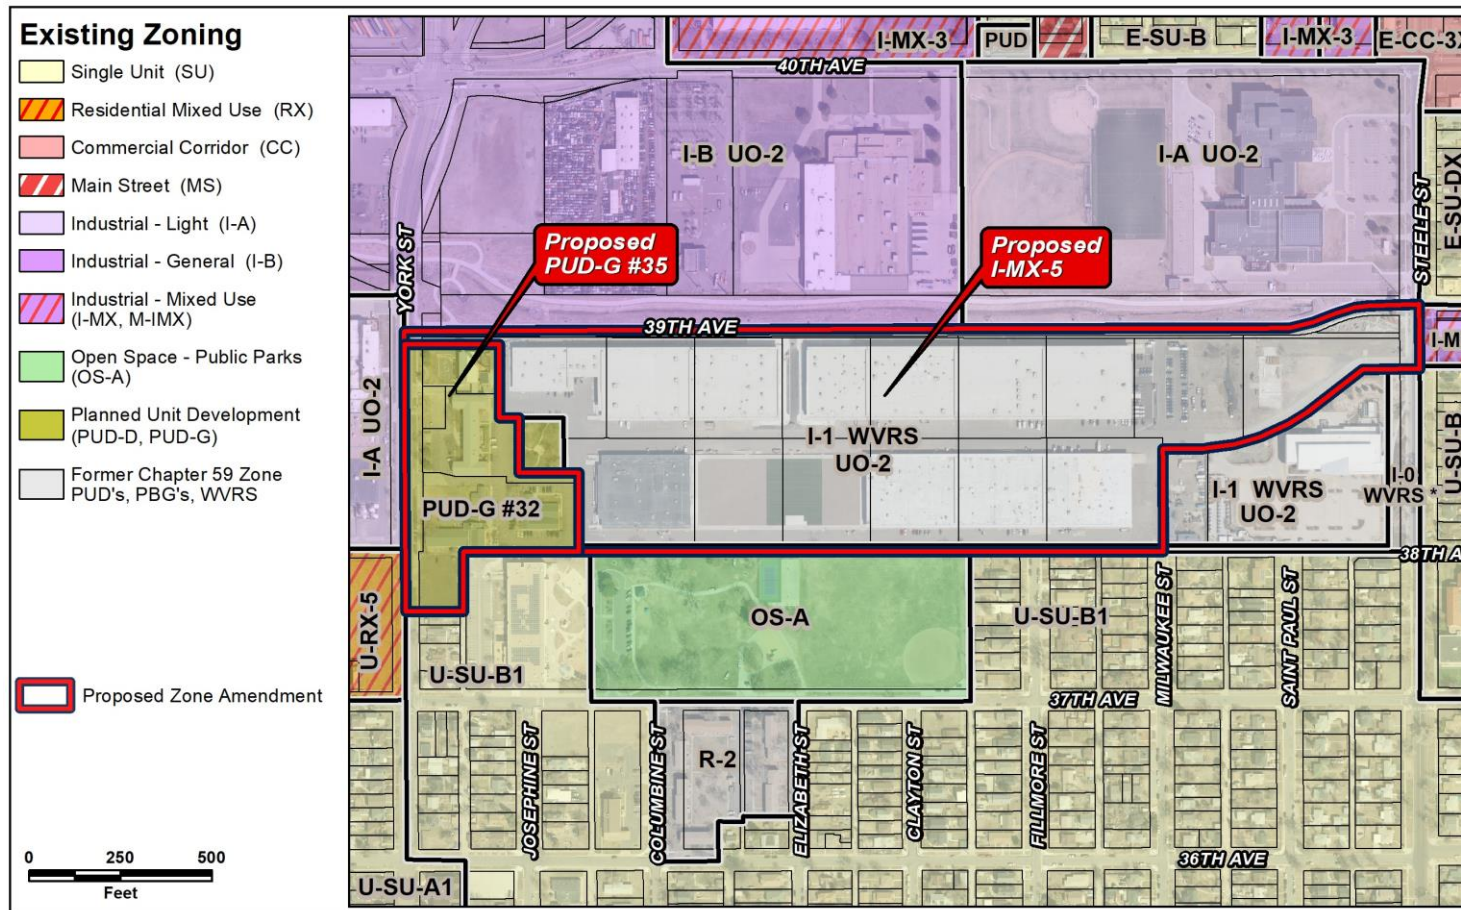 Existing Zoning
Single Unit (SU)
Residential Mixed Use (RX)
Commercial Corridor (CC)
Main Street (MS)
Industrial - Light (I-A)
Industrial - General (I-B)
Industrial - Mixed Use
(I-MX, M-IMX)
Open Space - Public Parks
(OS-A)
Planned Unit Development
(PUD-D, PUD-G)
Former Chapter 59 Zone
PUD's, PBG's, WVRS
Proposed Zone Amendment
0 250 500
Feet
I-MX-3
PUD
E-SU-B
I-MX-3
E-CC-3X
40TH AVE
I-B UO-2
I-A UO-2
E-SU-DX
STEELE ST
YORK ST
Proposed
PUD-G #35
Proposed
I-MX-5
39TH AVE
I-M
I-A UO-2
I-1 WVRS
UO-2
U-SU-B
PUD-G #32
I-1 WVRS
UO-2
I-0
WVRS *
38TH A
U-RX-5
OS-A
U-SU-B1
U-SU-B1
MILWAUKEE ST
SAINT PAUL ST
37TH AVE
JOSEPHINE ST
COLUMBINE ST
R-2
ELIZABETH ST
CLAYTON ST
FILLMORE ST
36TH AVE
U-SU-A1